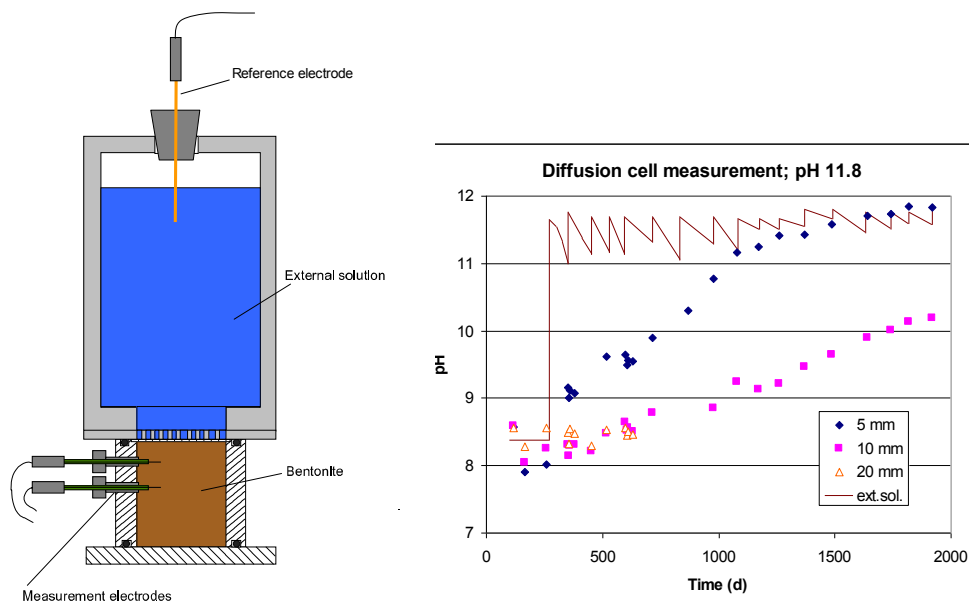 Reference electrode
External solution
Bentonite
Measurement electrodes
Diffusion cell measurement; pH 11.8
12
11
10
9
8
7
pH
0
500
1000
1500
2000
Time (d)
5 mm
10 mm
20 mm
ext.sol.